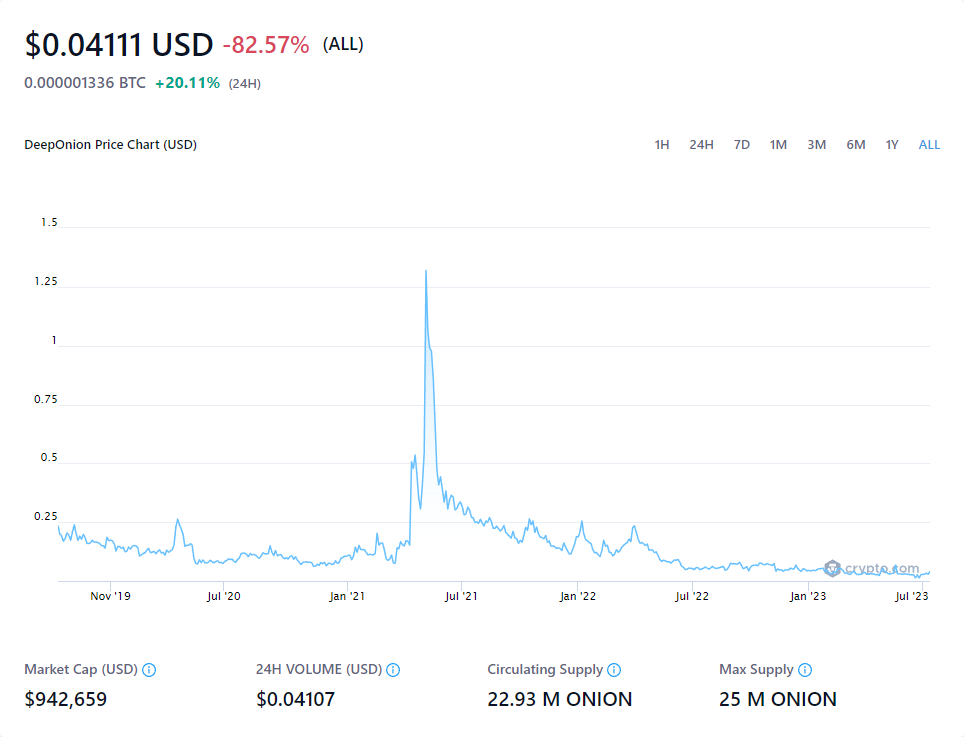 $0.04111 USD -82.57% (ALL)
0.000001336 BTC +20.11% (24H)
DeepOnion Price Chart (USD) 1H 24H 7D 1M 3M 6M 1Y ALL
1.5
1.25
1
0.75
0.5
0.25
crypto.com
Nov '19 Jul '20 Jan '21 Jul '21 Jan '22 Jul '22 Jan '23 Jul '23
Market Cap (USD) 24H VOLUME (USD) Circulating Supply Max Supply
$942,659 $0.04107 22.93 M ONION 25 M ONION